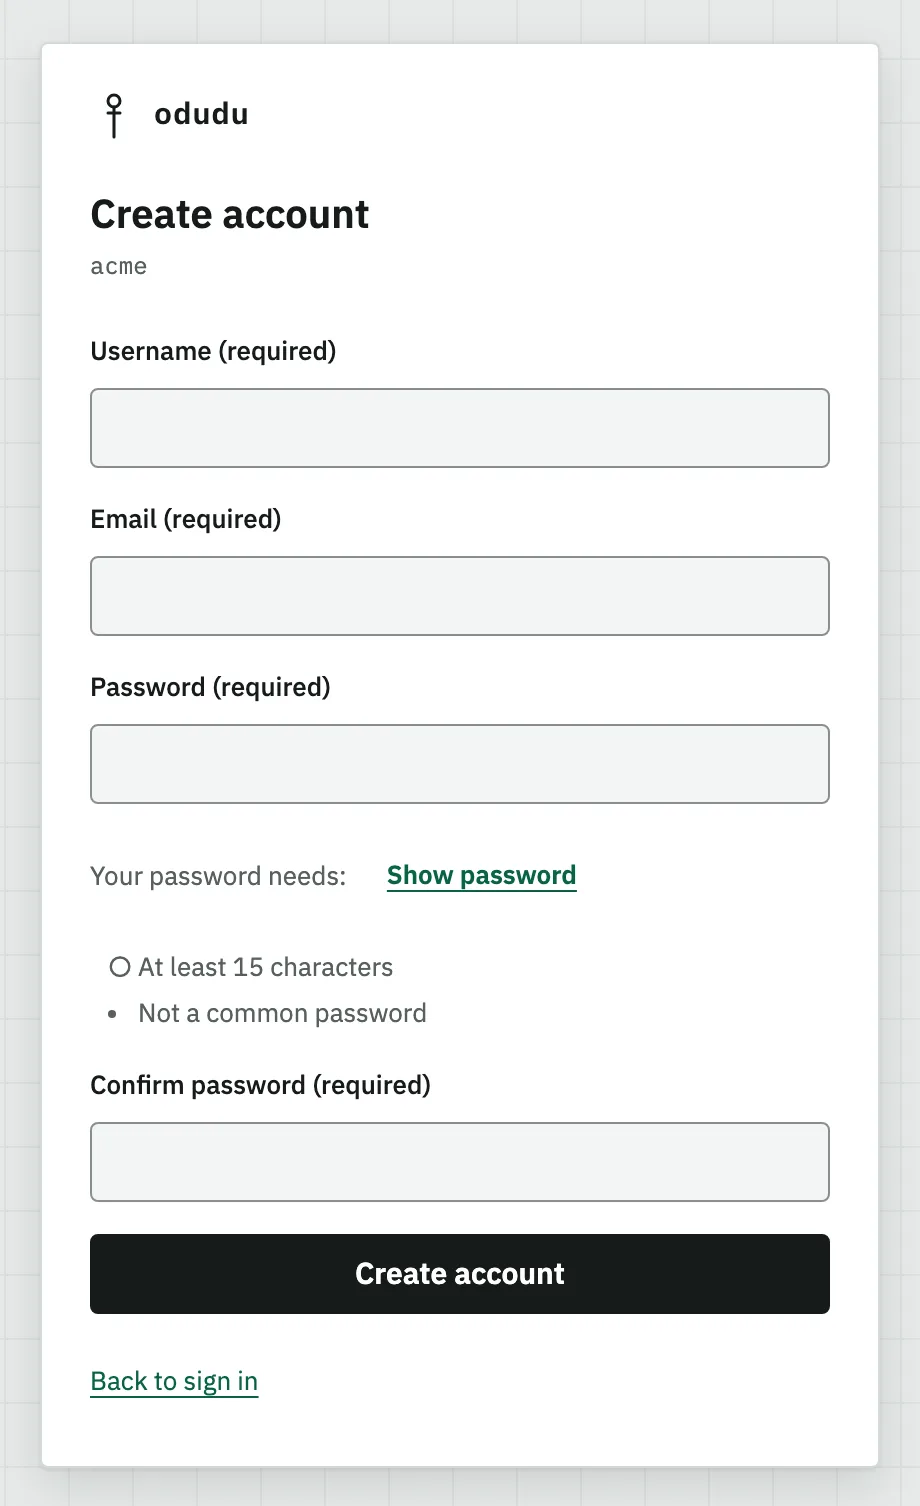 odudu
Create account
acme
Username (required)
Email (required)
Password (required)
Your password needs: Show password
At least 15 characters
Not a common password
Confirm password (required)
Create account
Back to sign in